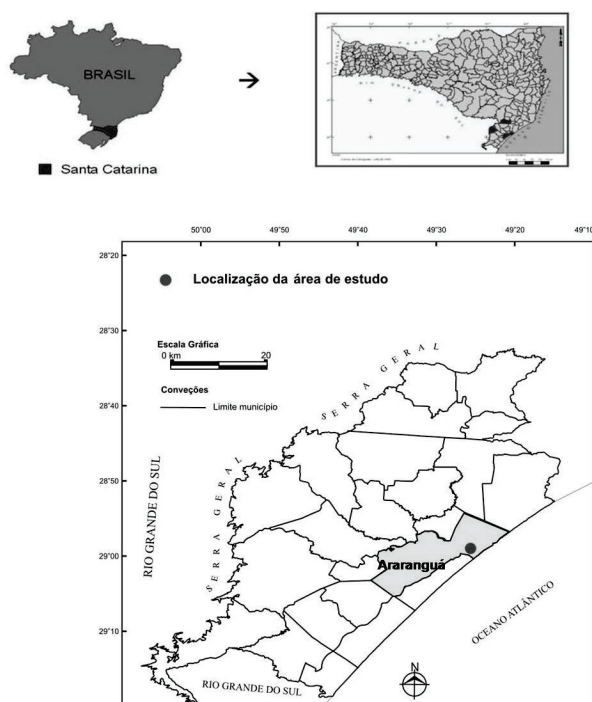 BRASIL
Santa Catarina
50°00 49°50 49°40 49°30 49°20 49°10
28°20
Localização da área de estudo
28°30
Escala Gráfica
0 km 20
Conveções
Limite município
SERRA GERAL
28°40
28°50
SERRA GERAL
RIO GRANDE DO SUL
29°00
Araranguá
OCEANO ATLÂNTICO
29°10
N
RIO GRANDE DO SUL